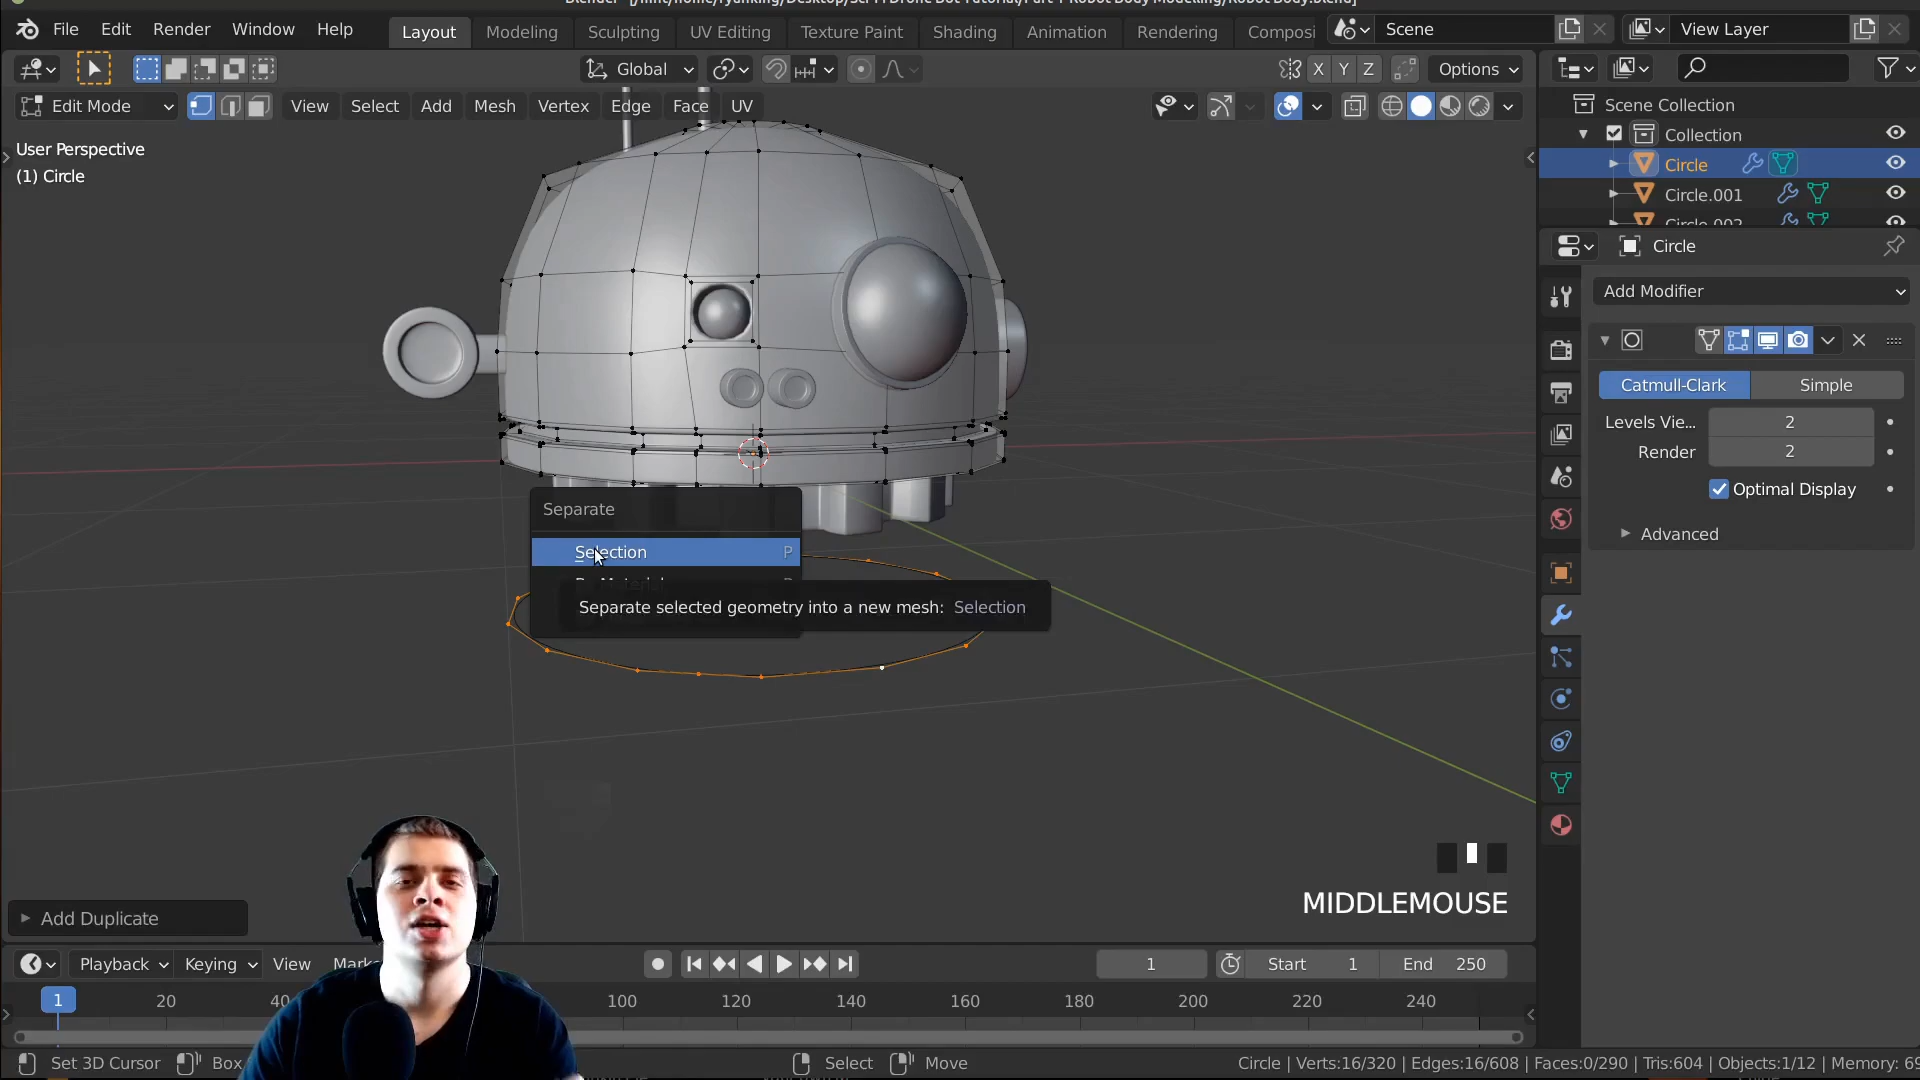 File Edit Render Window Help Layout Modeling Sculpting UV Editing Texture Paint Shading Animation Rendering Scene View Layer
Global X Y Z Options
Edit Mode View Select Add Mesh Vertex Edge Face UV
User Perspective
(1) Circle
Scene Collection
Collection
Circle
Circle.001
Circle
Add Modifier
Catmull-Clark Simple
Levels Vie... 2
Render 2
Optimal Display
Advanced
Separate
Selection P
Separate selected geometry into a new mesh: Selection
MIDDLEMOUSE
Add Duplicate
Playback Keying View 1 Start 1 End 250
1 20 40 100 120 140 160 180 200 220 240
Set 3D Cursor Box Select Move Circle | Verts:16/320 | Edges:16/608 | Faces:0/290 | Tris:604 | Objects:1/12 | Memory: